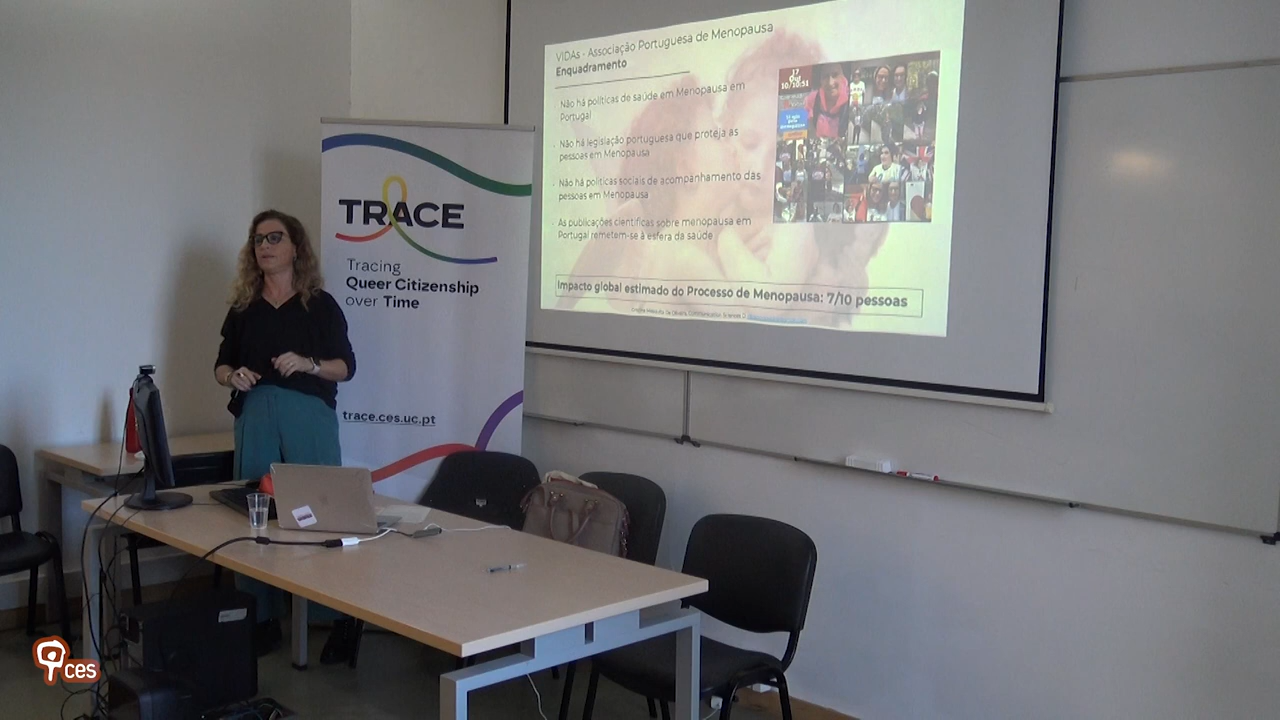 VIDAs - Associação Portuguesa de Menopausa
Enquadramento
Não há políticas de saúde em Menopausa em
Portugal
Não há legislação portuguesa que proteja as
pessoas em Menopausa
Não há políticas sociais de acompanhamento das
pessoas em Menopausa
As publicações científicas sobre menopausa em
Portugal remetem-se à esfera da saúde
Impacto global estimado do Processo de Menopausa: 7/10 pessoas
17
TRACE
Tracing
Queer Citizenship
over Time
trace.ces.uc.pt
ces